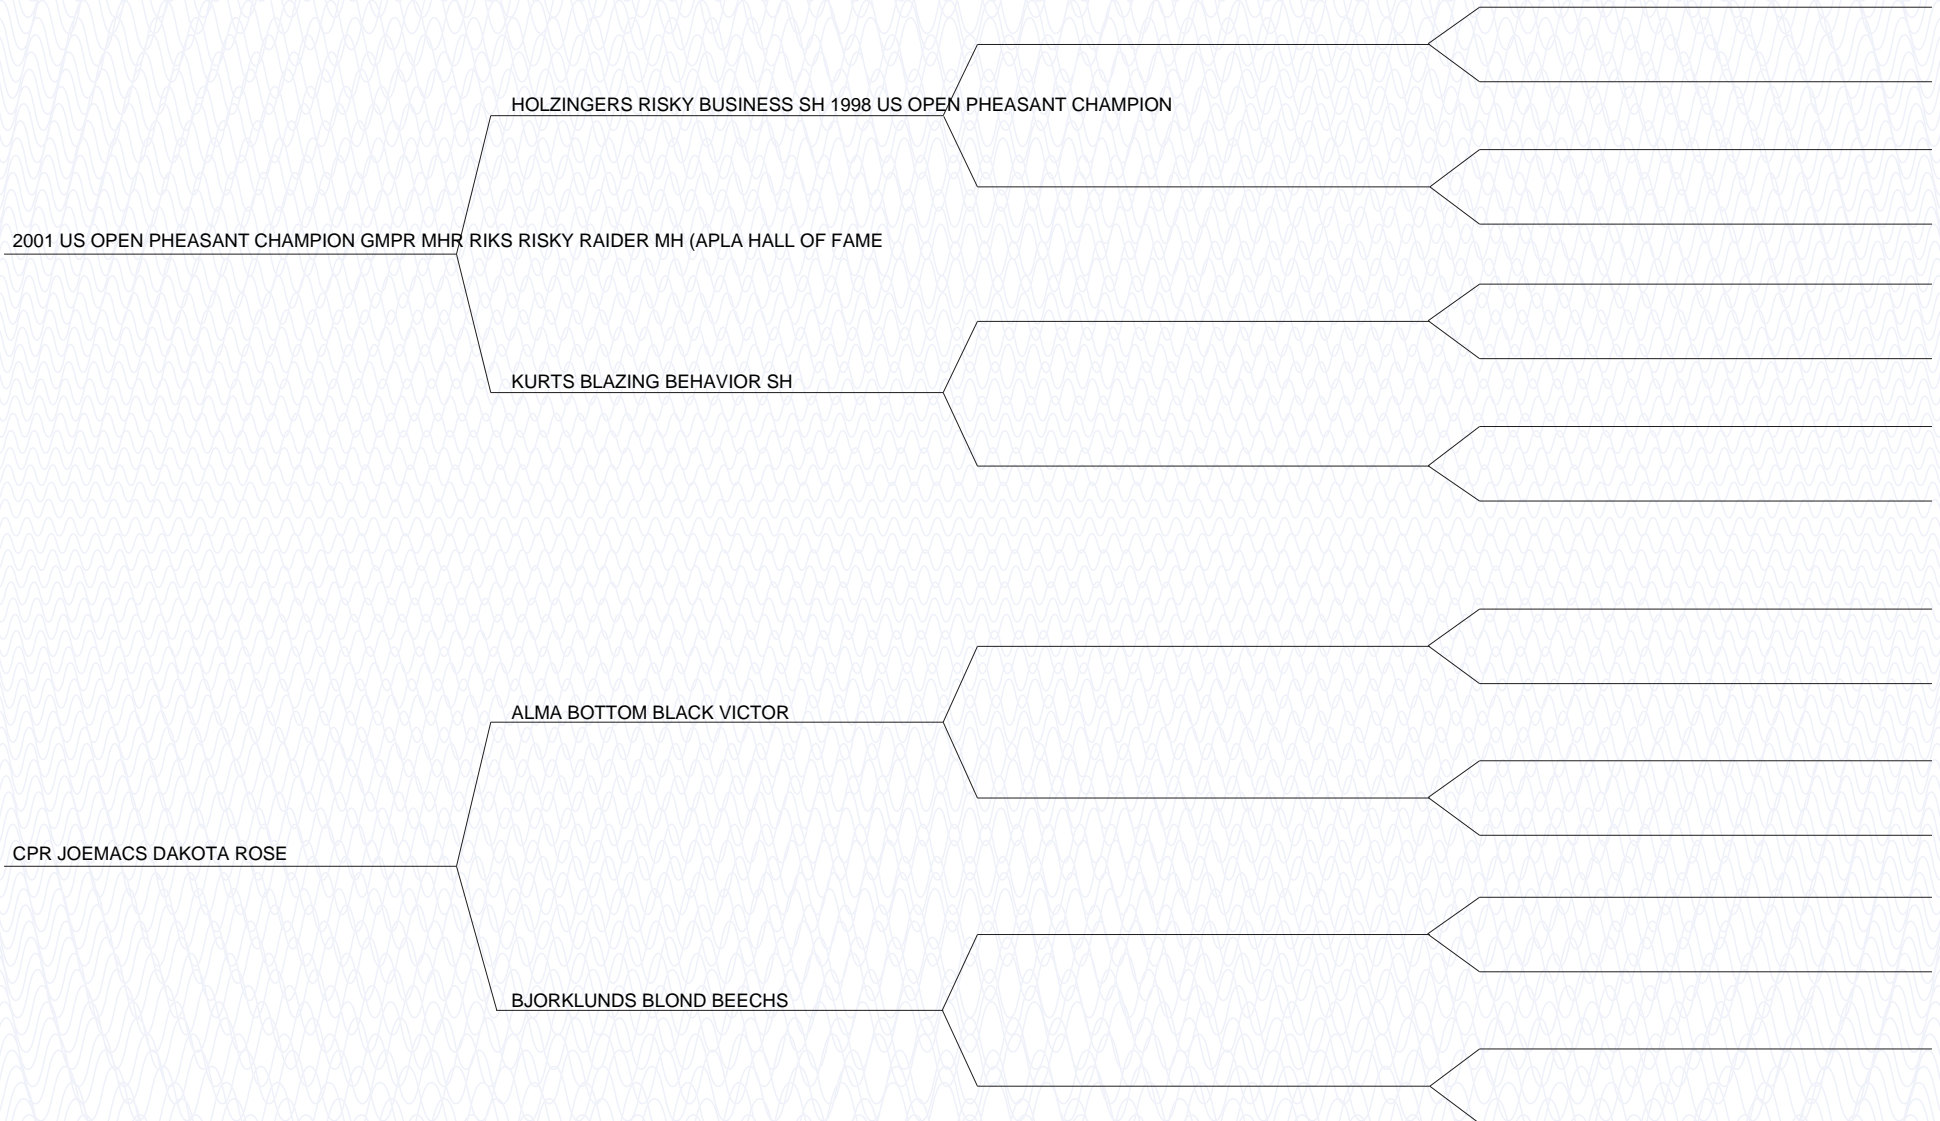 HOLZINGERS RISKY BUSINESS SH 1998 US OPEN PHEASANT CHAMPION
2001 US OPEN PHEASANT CHAMPION GMPR MHR RIKS RISKY RAIDER MH (APLA HALL OF FAME
KURTS BLAZING BEHAVIOR SH
ALMA BOTTOM BLACK VICTOR
CPR JOEMACS DAKOTA ROSE
BJORKLUNDS BLOND BEECHS